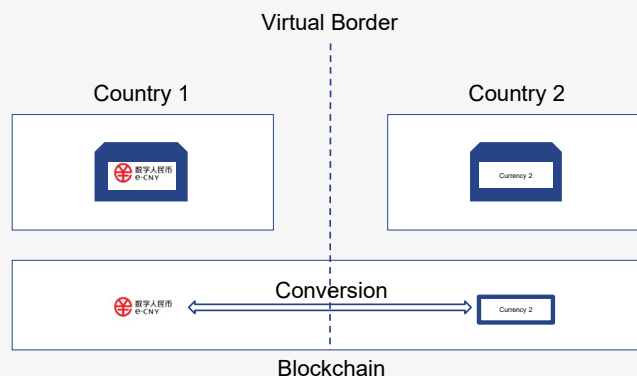 Virtual Border
Country 1
Country 2
数字人民币
e-CNY
Currency 2
数字人民币
e-CNY
Conversion
Currency 2
Blockchain